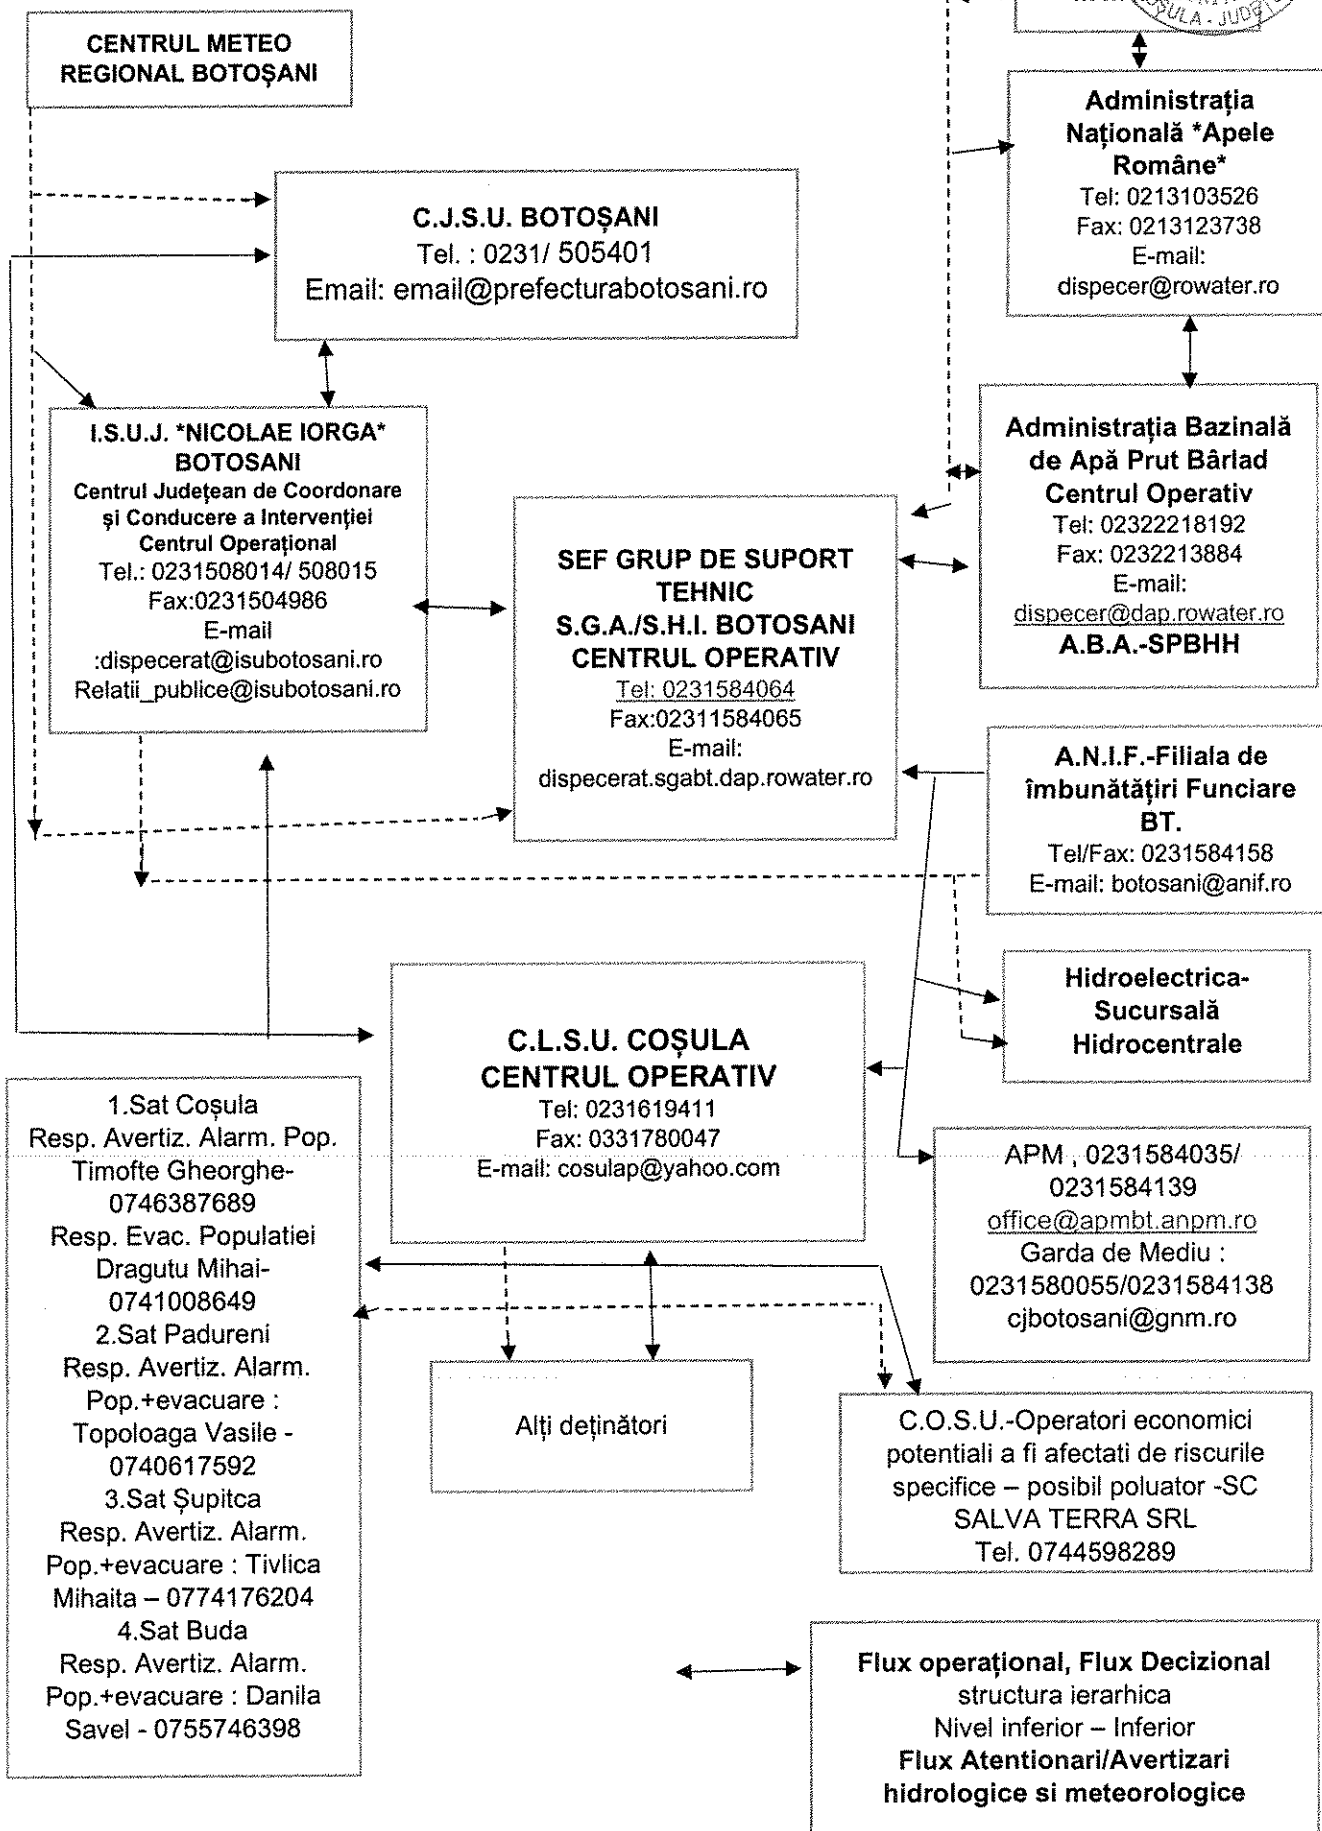 CENTRUL METEO
REGIONAL BOTOȘANI
ULA - JUD
Administrația
Națională *Apele
Române*
Tel: 0213103526
Fax: 0213123738
E-mail:
dispecer@rowater.ro
C.J.S.U. BOTOȘANI
Tel. : 0231/ 505401
Email: email@prefecturabotosani.ro
I.S.U.J. *NICOLAE IORGA*
BOTOSANI
Centrul Județean de Coordonare
și Conducere a Intervenției
Centrul Operațional
Tel.: 0231508014/ 508015
Fax:0231504986
E-mail
:dispecerat@isubotosani.ro
Relatii_publice@isubotosani.ro
SEF GRUP DE SUPORT
TEHNIC
S.G.A./S.H.I. BOTOSANI
CENTRUL OPERATIV
Tel: 0231584064
Fax:02311584065
E-mail:
dispecerat.sgabt.dap.rowater.ro
Administrația Bazinală
de Apă Prut Bârlad
Centrul Operativ
Tel: 02322218192
Fax: 0232213884
E-mail:
dispecer@dap.rowater.ro
A.B.A.-SPBHH
A.N.I.F.-Filiala de
îmbunătățiri Funciare
BT.
Tel/Fax: 0231584158
E-mail: botosani@anif.ro
Hidroelectrica-
Sucursală
Hidrocentrale
C.L.S.U. COȘULA
CENTRUL OPERATIV
Tel: 0231619411
Fax: 0331780047
E-mail: cosulap@yahoo.com
APM , 0231584035/
0231584139
office@apmbt.anpm.ro
Garda de Mediu :
0231580055/0231584138
cjbotosani@gnm.ro
1.Sat Coșula
Resp. Avertiz. Alarm. Pop.
Timofte Gheorghe-
0746387689
Resp. Evac. Populatiei
Dragutu Mihai-
0741008649
2.Sat Padureni
Resp. Avertiz. Alarm.
Pop.+evacuare :
Topoloaga Vasile -
0740617592
3.Sat Șupitca
Resp. Avertiz. Alarm.
Pop.+evacuare : Tivlica
Mihaita – 0774176204
4.Sat Buda
Resp. Avertiz. Alarm.
Pop.+evacuare : Danila
Savel - 0755746398
Alți deținători
C.O.S.U.-Operatori economici
potentiali a fi afectati de riscurile
specifice – posibil poluator -SC
SALVA TERRA SRL
Tel. 0744598289
Flux operațional, Flux Decizional
structura ierarhica
Nivel inferior – Inferior
Flux Atentionari/Avertizari
hidrologice si meteorologice